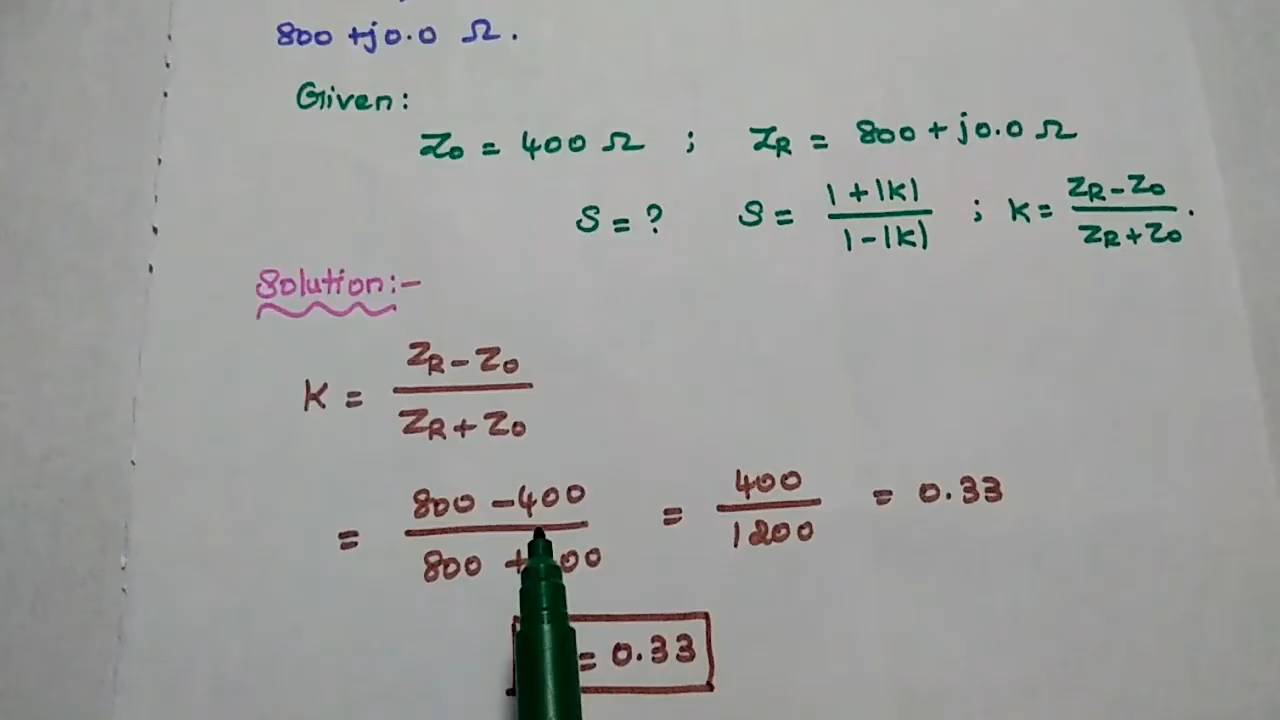 800 +j0.0 Ω.
Given:
Z0 = 400 Ω ; ZR = 800 + j0.0 Ω
S = ? S = 1 + |K| / 1 - |K| ; K = ZR - Z0 / ZR + Z0.
Solution:-
K = ZR - Z0 / ZR + Z0
= 800 - 400 / 800 + 00 = 400 / 1200 = 0.33
= 0.33